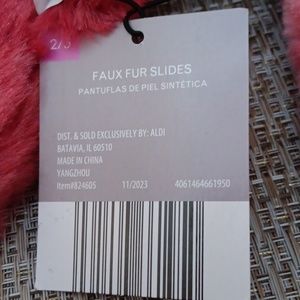 2/3
FAUX FUR SLIDES
PANTUFLAS DE PIEL SINTÉTICA
DIST. & SOLD EXCLUSIVELY BY: ALDI
BATAVIA, IL 60510
MADE IN CHINA
YANGZHOU
Item#824605 11/2023 4061464661950